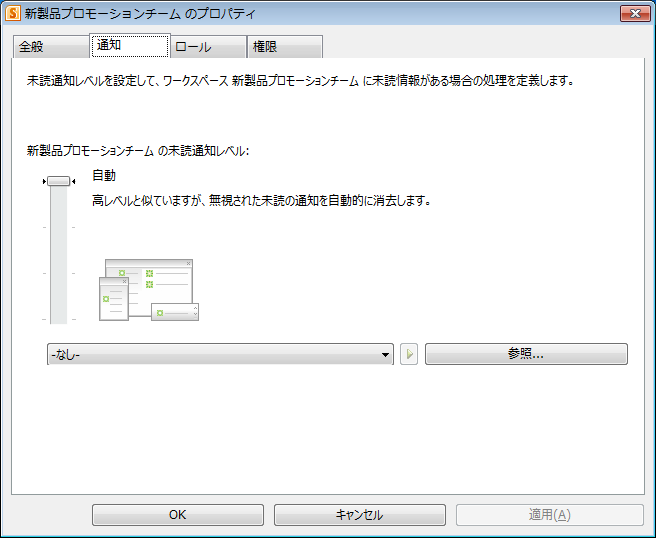 新製品プロモーションチーム のプロパティ
全般
通知
ロール
権限
未読通知レベルを設定して、ワークスペース 新製品プロモーションチーム に未読情報がある場合の処理を定義します。
新製品プロモーションチーム の未読通知レベル:
自動
高レベルと似ていますが、無視された未読の通知を自動的に消去します。
-なし-
参照...
OK
キャンセル
適用(A)